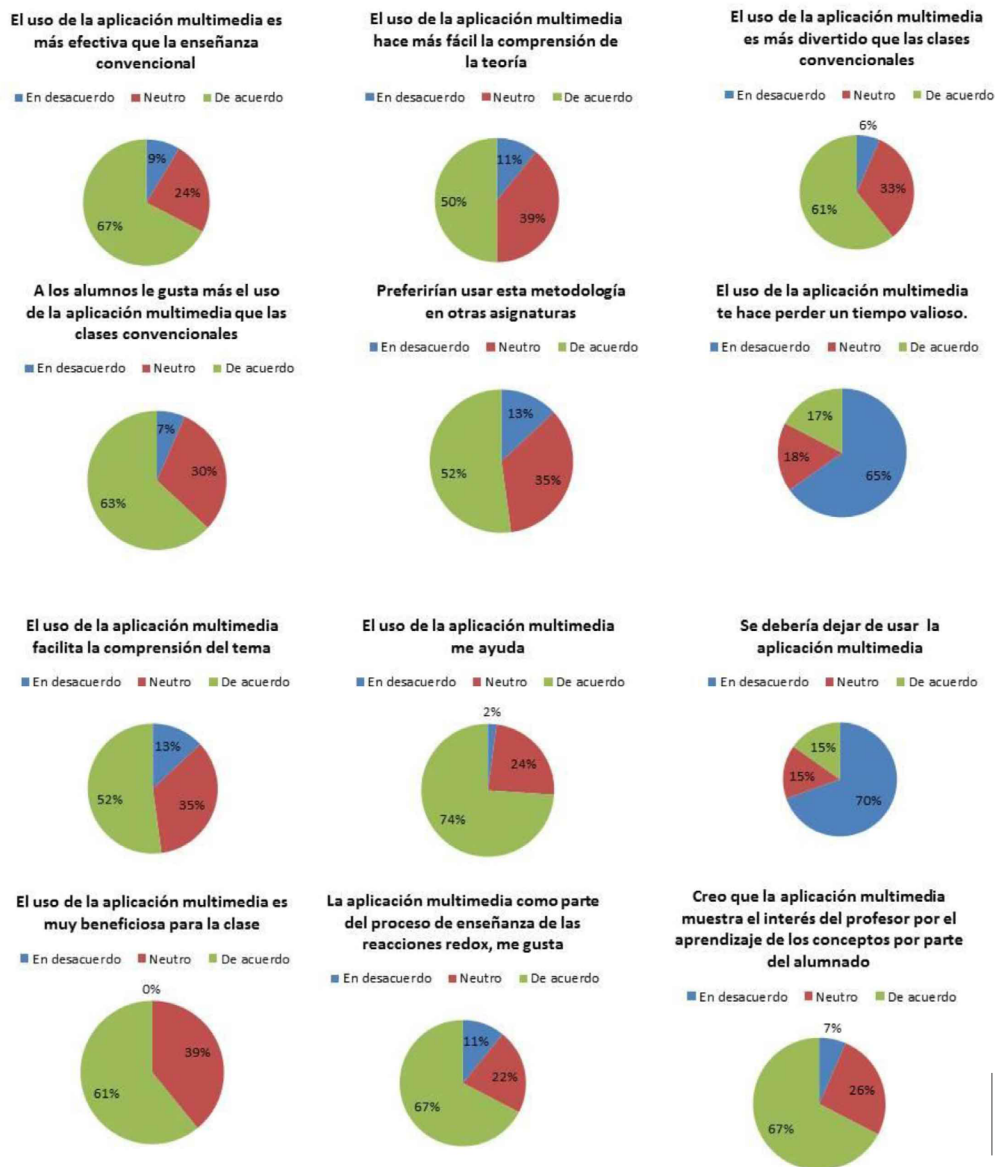 El uso de la aplicación multimedia es
más efectiva que la enseñanza
convencional
En desacuerdo Neutro De acuerdo
9%
24%
67%
El uso de la aplicación multimedia
hace más fácil la comprensión de
la teoría
En desacuerdo Neutro De acuerdo
11%
39%
50%
El uso de la aplicación multimedia
es más divertido que las clases
convencionales
En desacuerdo Neutro De acuerdo
6%
33%
61%
A los alumnos le gusta más el uso
de la aplicación multimedia que las
clases convencionales
En desacuerdo Neutro De acuerdo
7%
30%
63%
Preferirían usar esta metodología
en otras asignaturas
En desacuerdo Neutro De acuerdo
13%
35%
52%
El uso de la aplicación multimedia
te hace perder un tiempo valioso.
En desacuerdo Neutro De acuerdo
17%
18%
65%
El uso de la aplicación multimedia
facilita la comprensión del tema
En desacuerdo Neutro De acuerdo
13%
35%
52%
El uso de la aplicación multimedia
me ayuda
En desacuerdo Neutro De acuerdo
2%
24%
74%
Se debería dejar de usar la
aplicación multimedia
En desacuerdo Neutro De acuerdo
15%
15%
70%
El uso de la aplicación multimedia es
muy beneficiosa para la clase
En desacuerdo Neutro De acuerdo
0%
39%
61%
La aplicación multimedia como parte
del proceso de enseñanza de las
reacciones redox, me gusta
En desacuerdo Neutro De acuerdo
11%
22%
67%
Creo que la aplicación multimedia
muestra el interés del profesor por el
aprendizaje de los conceptos por parte
del alumnado
En desacuerdo Neutro De acuerdo
7%
26%
67%